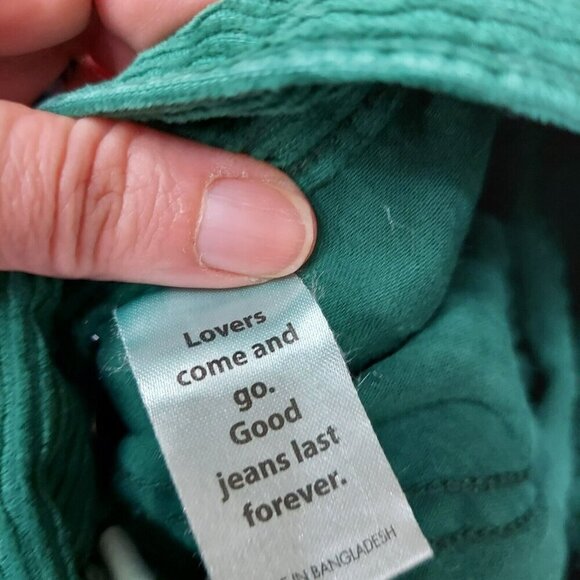 Lovers
come and
go.
Good
jeans last
forever.
IN BANGLADESH